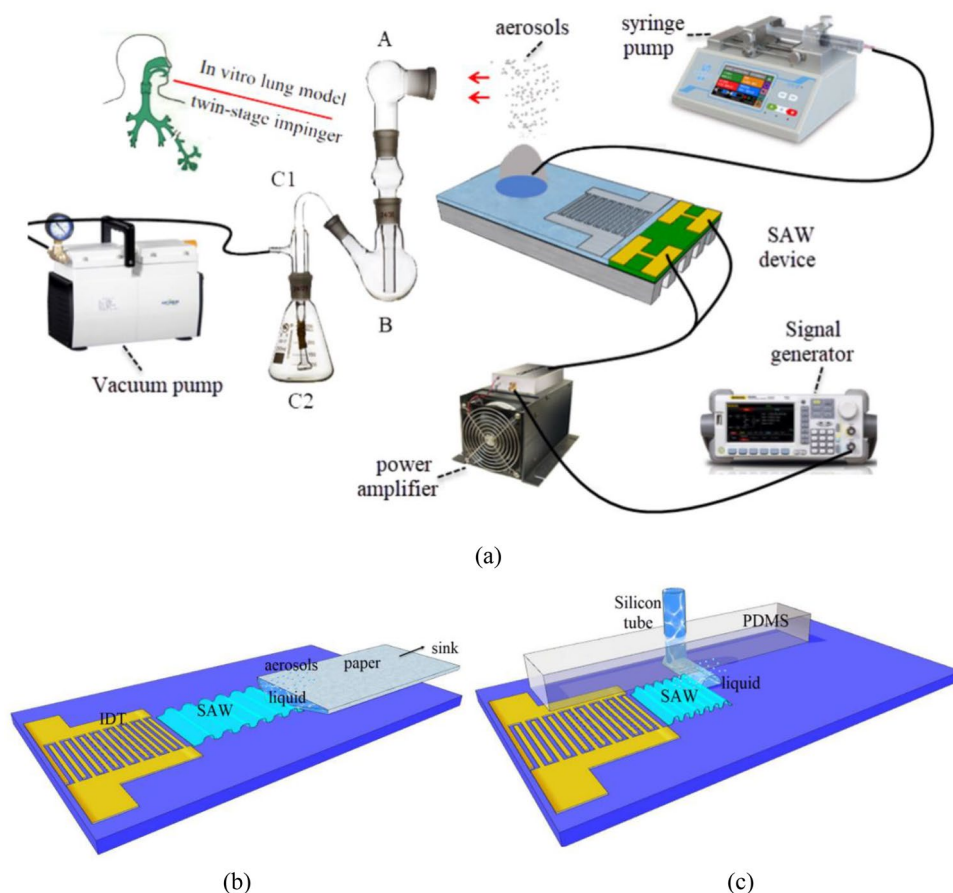 A
aerosols
syringe
pump
In vitro lung model
twin-stage impinger
C1
SAW
device
B
Vacuum pump
C2
Signal
generator
power
amplifier
(a)
Silicon
tube
PDMS
sink
aerosols
paper
liquid
IDT
SAW
liquid
SAW
(b)
(c)